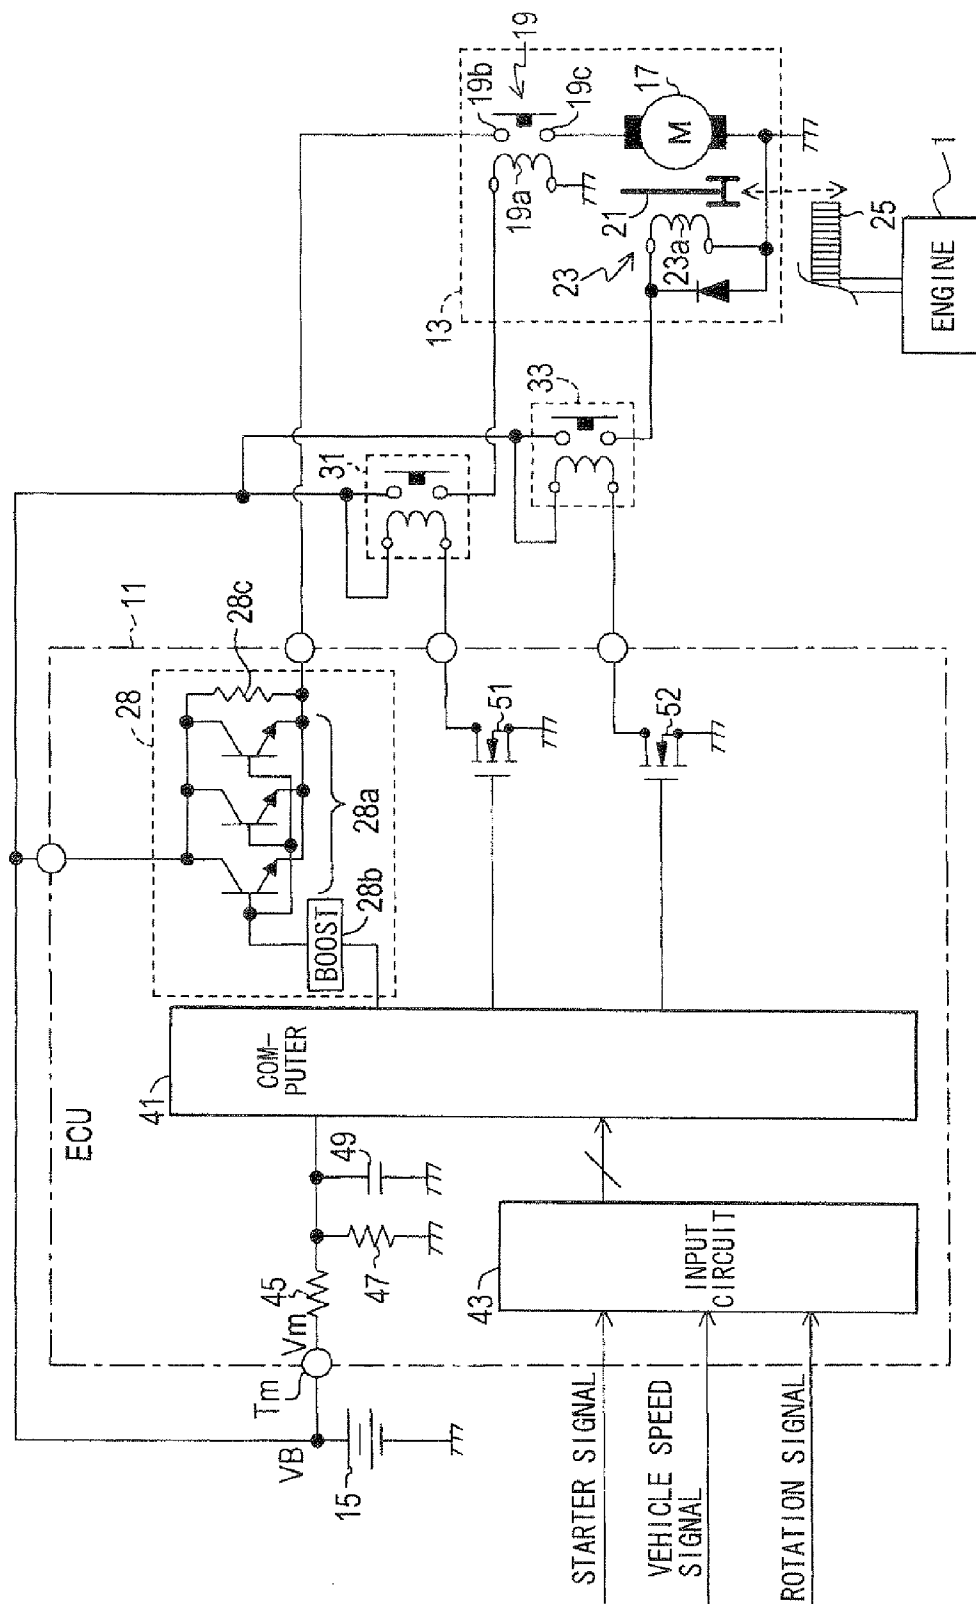 ECU
11
28
28c
28a
28b
BOOST
41
COM-
PUTER
49
47
45
Vm
Tm
VB
15
43
INPUT
CIRCUIT
STARTER SIGNAL
VEHICLE SPEED
SIGNAL
ROTATION SIGNAL
51
52
31
33
13
19
19b
19c
19a
17
M
21
23
23a
25
1
ENGINE